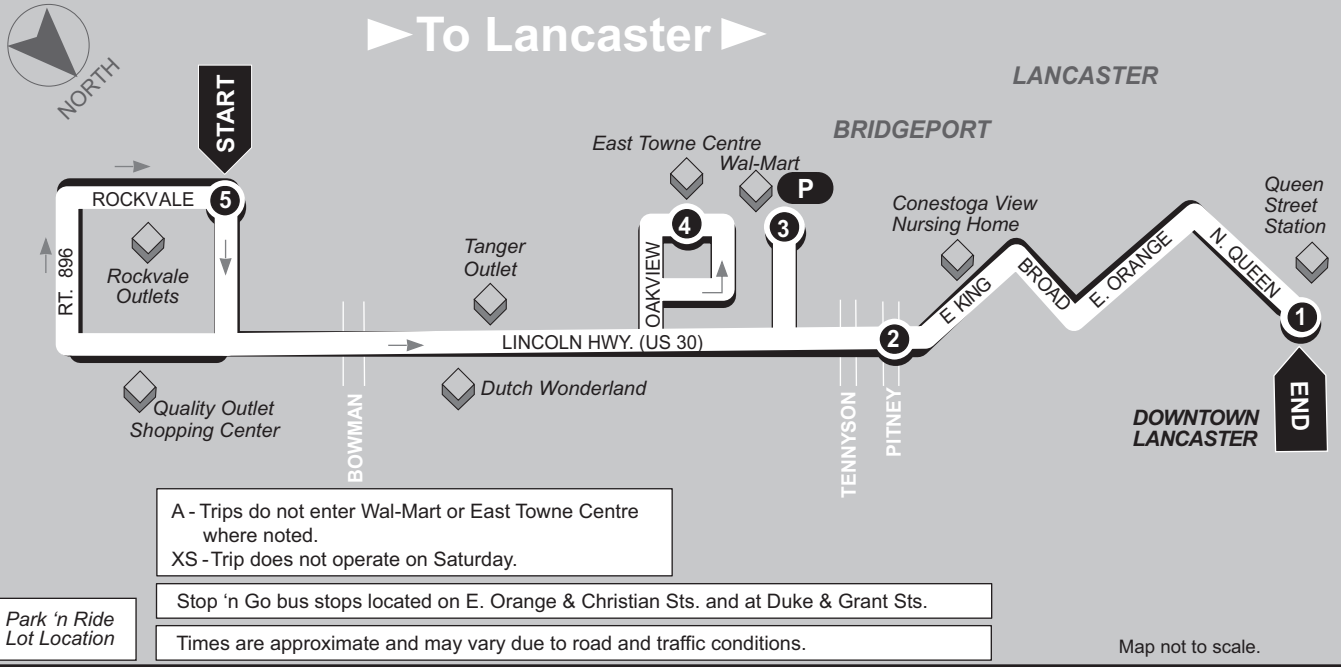 To Lancaster
NORTH
START
LANCASTER
BRIDGEPORT
East Towne Centre
Wal-Mart
P
ROCKVALE
5
RT. 896
Rockvale
Outlets
Tanger
Outlet
4
3
OAKVIEW
Conestoga View
Nursing Home
Queen
Street
Station
E KING
BROAD
E. ORANGE
N. QUEEN
1
2
LINCOLN HWY. (US 30)
Quality Outlet
Shopping Center
Dutch Wonderland
BOWMAN
TENNYSON
PITNEY
DOWNTOWN
LANCASTER
END
A - Trips do not enter Wal-Mart or East Towne Centre
where noted.
XS -Trip does not operate on Saturday.
Stop ‘n Go bus stops located on E. Orange & Christian Sts. and at Duke & Grant Sts.
Park ‘n Ride
Lot Location
Times are approximate and may vary due to road and traffic conditions.
Map not to scale.